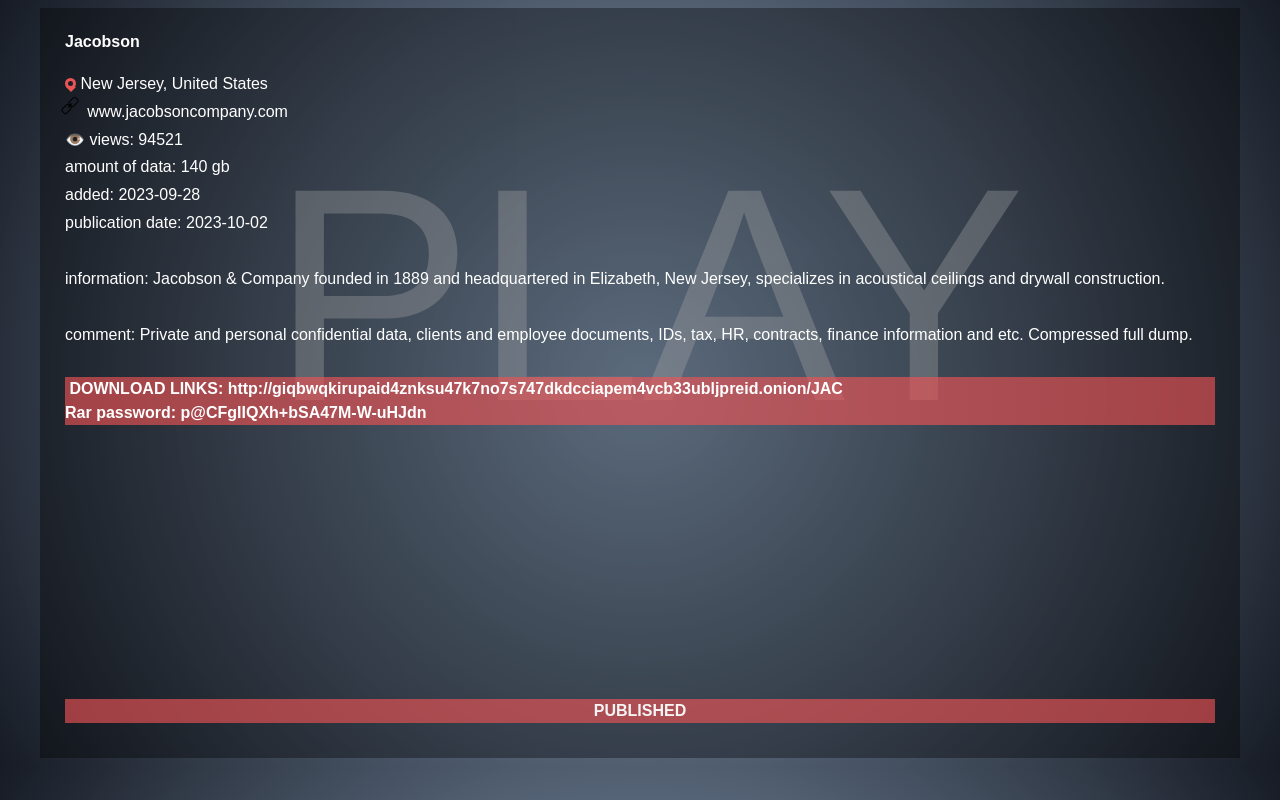 PLAY
Jacobson
New Jersey, United States
www.jacobsoncompany.com
views: 94521
amount of data: 140 gb
added: 2023-09-28
publication date: 2023-10-02
information: Jacobson & Company founded in 1889 and headquartered in Elizabeth, New Jersey, specializes in acoustical ceilings and drywall construction.
comment: Private and personal confidential data, clients and employee documents, IDs, tax, HR, contracts, finance information and etc. Compressed full dump.
DOWNLOAD LINKS: http://giqbwqkirupaid4znksu47k7no7s747dkdcciapem4vcb33ubljpreid.onion/JAC
Rar password:
PUBLISHED